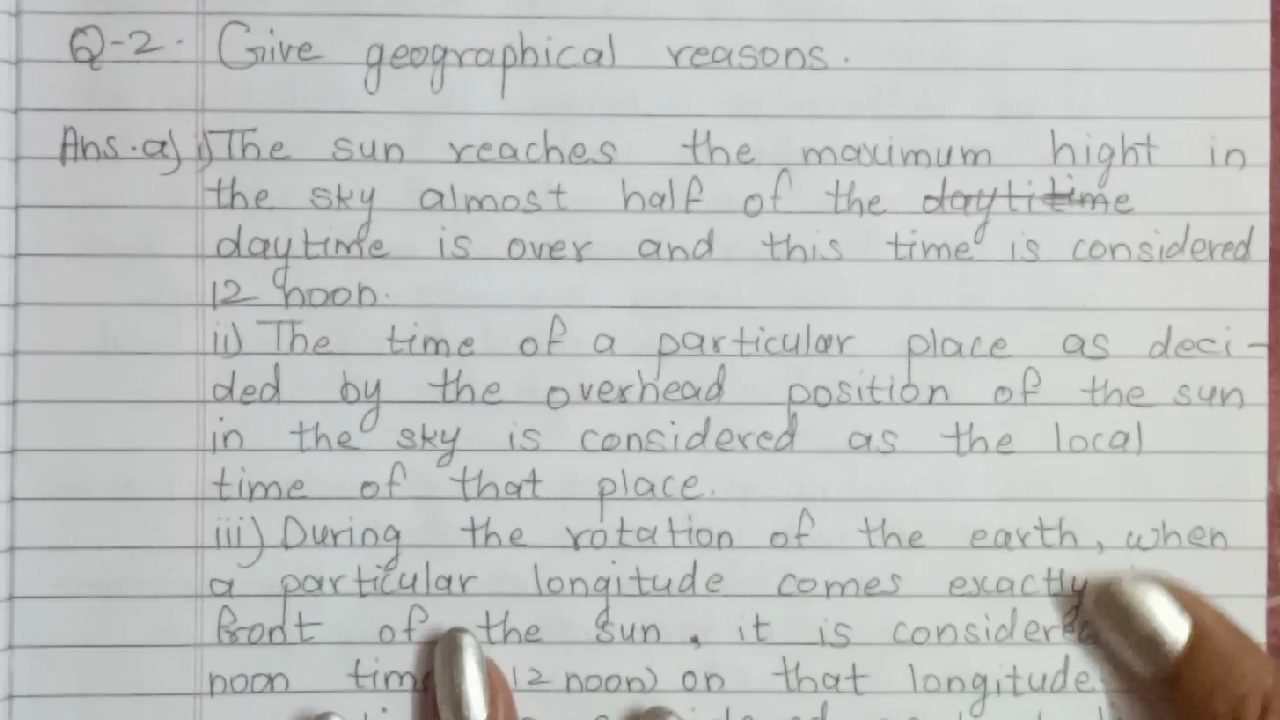 Q-2. Give geographical reasons.
Ans.a) i) The sun reaches the maximum hight in
the sky almost half of the daytitime
daytime is over and this time is considered
12 noon.
ii) The time of a particular place as deci-
ded by the overhead position of the sun
in the sky is considered as the local
time of that place.
iii) During the rotation of the earth, when
a particular longitude comes exactly
front of the sun, it is
noon (12 noon) on that longitude